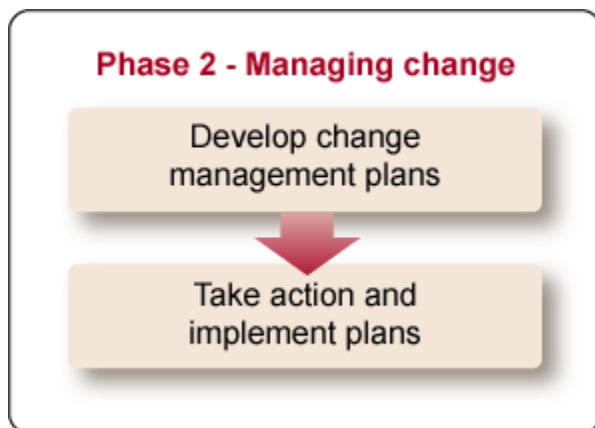 Phase 2 - Managing change
Develop change
management plans
Take action and
implement plans